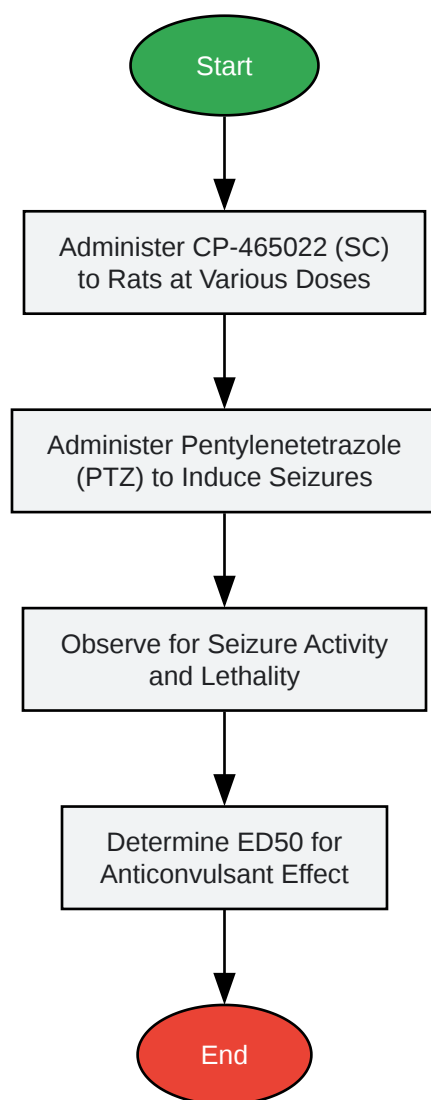 Start
Administer CP-465022 (SC)
to Rats at Various Doses
Administer Pentylenetetrazole
(PTZ) to Induce Seizures
Observe for Seizure Activity
and Lethality
Determine ED50 for
Anticonvulsant Effect
End